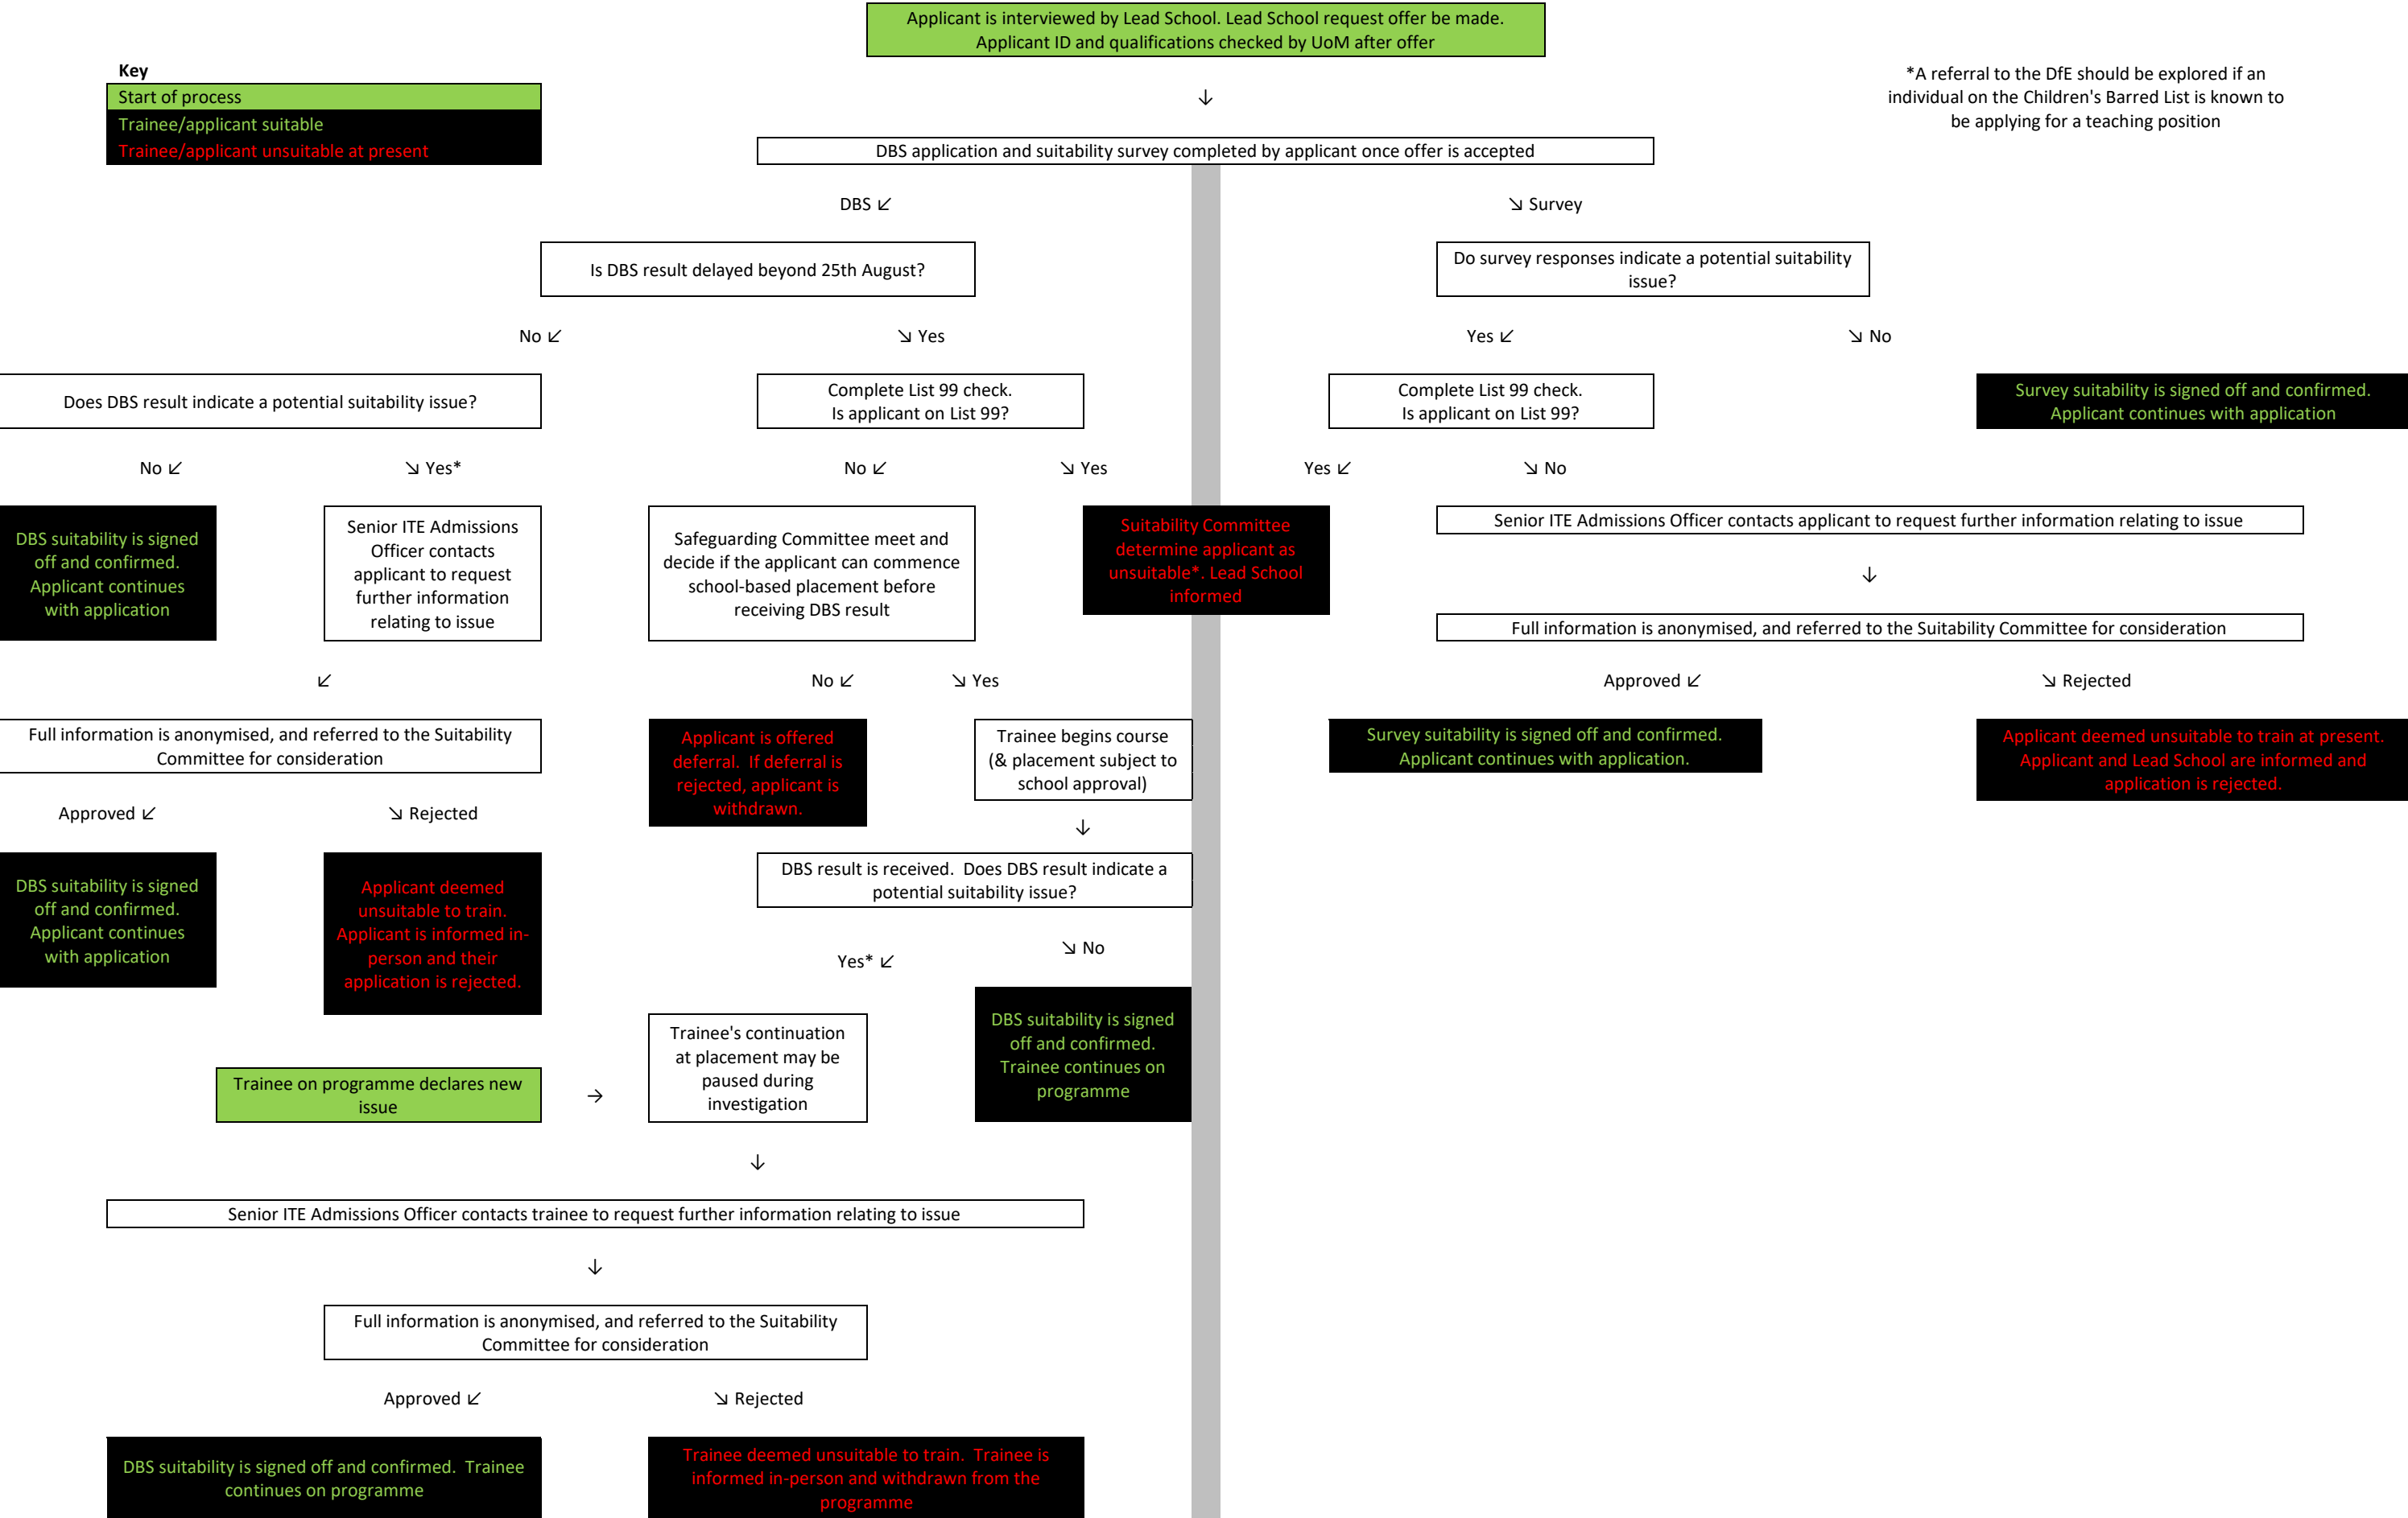 Applicant is interviewed by Lead School. Lead School request offer be made.
Applicant ID and qualifications checked by UoM after offer
Key
Start of process
Trainee/applicant suitable
Trainee/applicant unsuitable at present
*A referral to the DfE should be explored if an
individual on the Children's Barred List is known to
be applying for a teaching position
↓
DBS application and suitability survey completed by applicant once offer is accepted
DBS ↙
↘ Survey
Is DBS result delayed beyond 25th August?
Do survey responses indicate a potential suitability
issue?
No ↙
↘ Yes
Yes ↙
↘ No
Does DBS result indicate a potential suitability issue?
Complete List 99 check.
Is applicant on List 99?
Complete List 99 check.
Is applicant on List 99?
Survey suitability is signed off and confirmed.
Applicant continues with application
No ↙
↘ Yes*
No ↙
↘ Yes
Yes ↙
↘ No
DBS suitability is signed
off and confirmed.
Applicant continues
with application
Senior ITE Admissions
Officer contacts
applicant to request
further information
relating to issue
Safeguarding Committee meet and
decide if the applicant can commence
school-based placement before
receiving DBS result
Suitability Committee
determine applicant as
unsuitable*. Lead School
informed
Senior ITE Admissions Officer contacts applicant to request further information relating to issue
↓
Full information is anonymised, and referred to the Suitability Committee for consideration
↙
No ↙
↘ Yes
Approved ↙
↘ Rejected
Full information is anonymised, and referred to the Suitability
Committee for consideration
Applicant is offered
deferral.  If deferral is
rejected, applicant is
withdrawn.
Trainee begins course
(& placement subject to
school approval)
Survey suitability is signed off and confirmed.
Applicant continues with application.
Applicant deemed unsuitable to train at present.
Applicant and Lead School are informed and
application is rejected.
Approved ↙
↘ Rejected
↓
DBS suitability is signed
off and confirmed.
Applicant continues
with application
Applicant deemed
unsuitable to train.
Applicant is informed in-
person and their
application is rejected.
DBS result is received.  Does DBS result indicate a
potential suitability issue?
Yes* ↙
↘ No
Trainee on programme declares new
issue
→
Trainee's continuation
at placement may be
paused during
investigation
DBS suitability is signed
off and confirmed.
Trainee continues on
programme
↓
Senior ITE Admissions Officer contacts trainee to request further information relating to issue
↓
Full information is anonymised, and referred to the Suitability
Committee for consideration
Approved ↙
↘ Rejected
DBS suitability is signed off and confirmed.  Trainee
continues on programme
Trainee deemed unsuitable to train.  Trainee is
informed in-person and withdrawn from the
programme